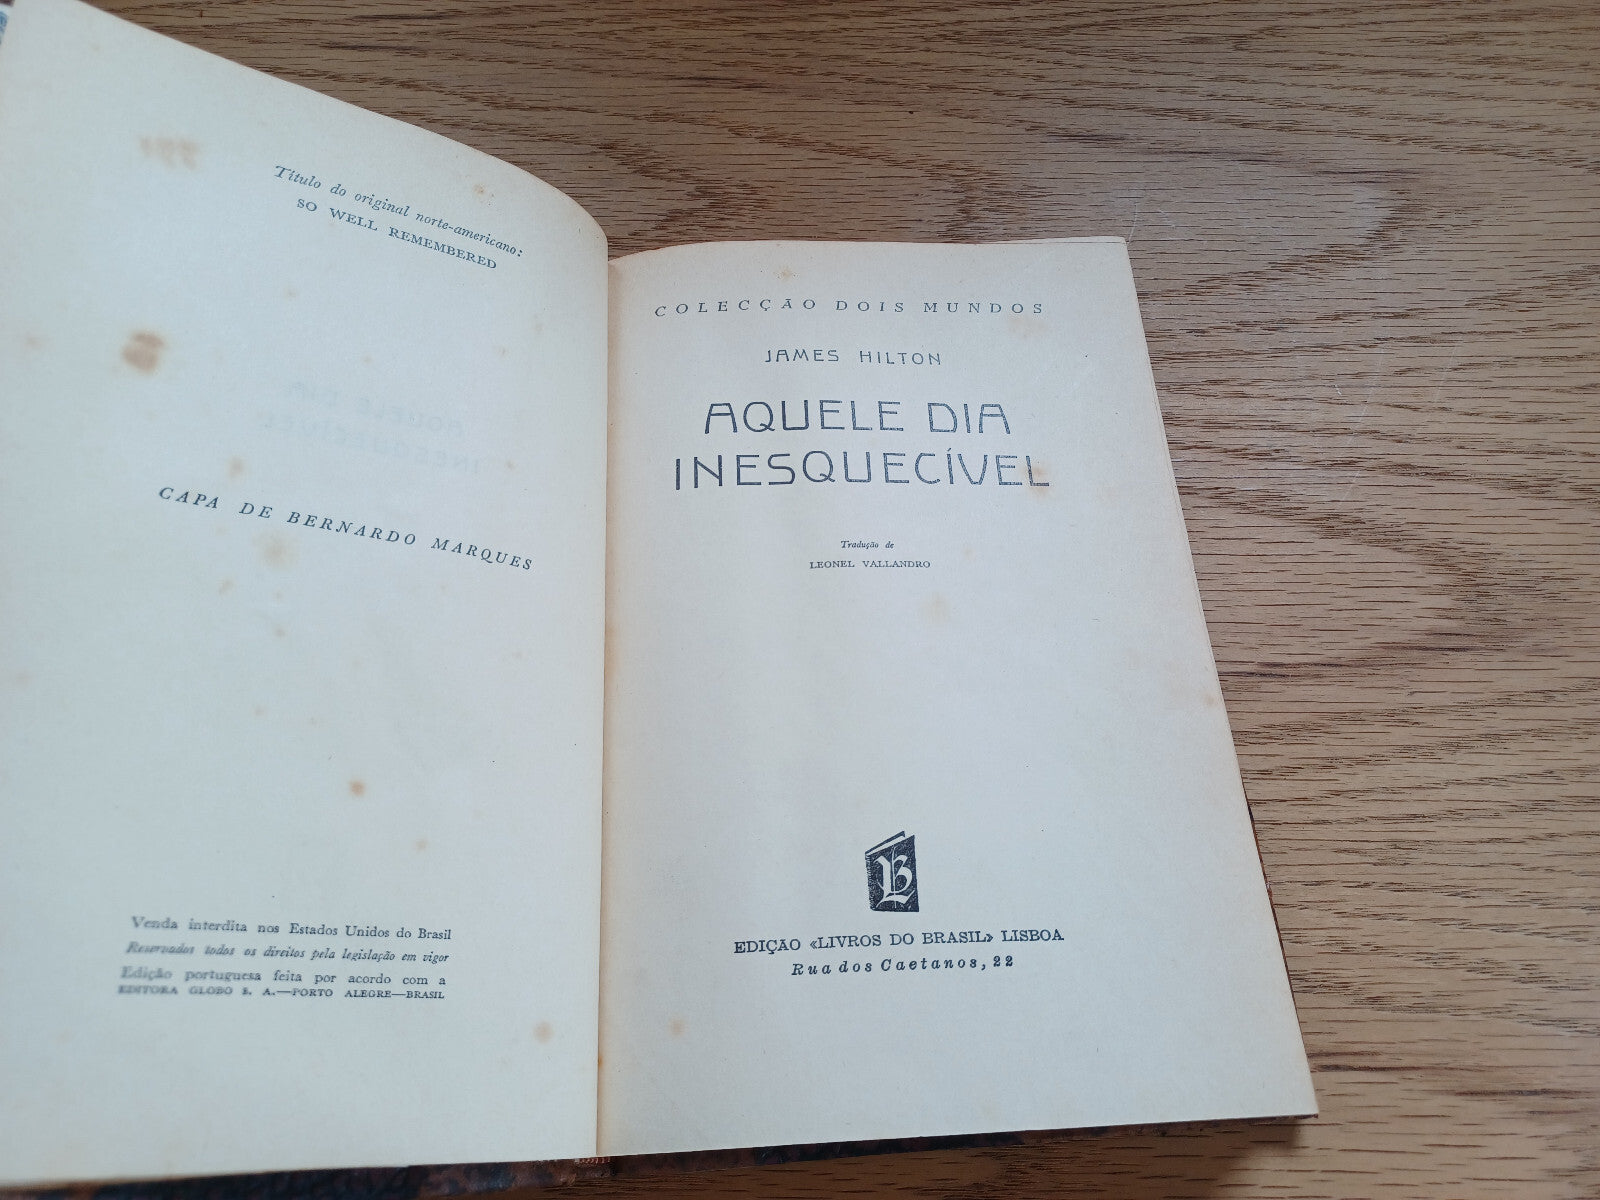 Título do original norte-americano:
SO WELL REMEMBERED
CAPA DE BERNARDO MARQUES
Venda interdita nos Estados Unidos do Brasil
Reservados todos os direitos pela legislação em vigor
Edição portuguesa feita por acordo com a
EDITORA GLOBO S. A.—PORTO ALEGRE—BRASIL
COLECÇÃO DOIS MUNDOS
JAMES HILTON
AQUELE DIA
INESQUECÍVEL
Tradução de
LEONEL VALLANDRO
LB
EDIÇÃO «LIVROS DO BRASIL» LISBOA
Rua dos Caetanos, 22